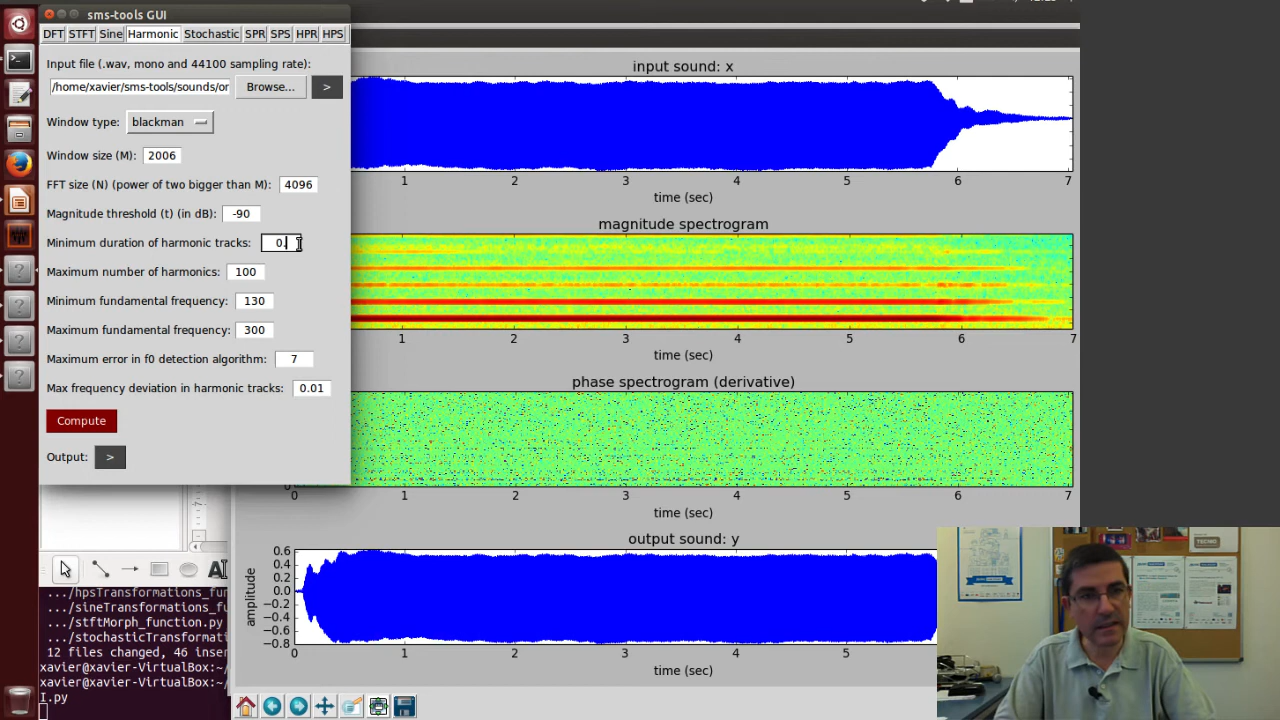 sms-tools GUI
DFT STFT Sine Harmonic Stochastic SPR SPS HPR HPS
Input file (.wav, mono and 44100 sampling rate):
/home/xavier/sms-tools/sounds/or Browse... >
Window type: blackman
Window size (M): 2006
FFT size (N) (power of two bigger than M): 4096
Magnitude threshold (t) (in dB): -90
Minimum duration of harmonic tracks: 0.
Maximum number of harmonics: 100
Minimum fundamental frequency: 130
Maximum fundamental frequency: 300
Maximum error in f0 detection algorithm: 7
Max frequency deviation in harmonic tracks: 0.01
Compute
Output: >
input sound: x
1 2 3 4 5 6 7
time (sec)
magnitude spectrogram
1 2 3 4 5 6 7
time (sec)
phase spectrogram (derivative)
0 1 2 3 4 5 6 7
time (sec)
output sound: y
amplitude
0.6
0.4
0.2
0.0
−0.2
−0.4
−0.6
−0.8
0 1 2 3 4 5
time (sec)
.../hpsTransformations_fu
.../sineTransformations_fu
.../stftMorph_function.py
.../stochasticTransformati
12 files changed, 46 inser
xavier@xavier-VirtualBox:~/
xavier@xavier-VirtualBox:~/
I.py